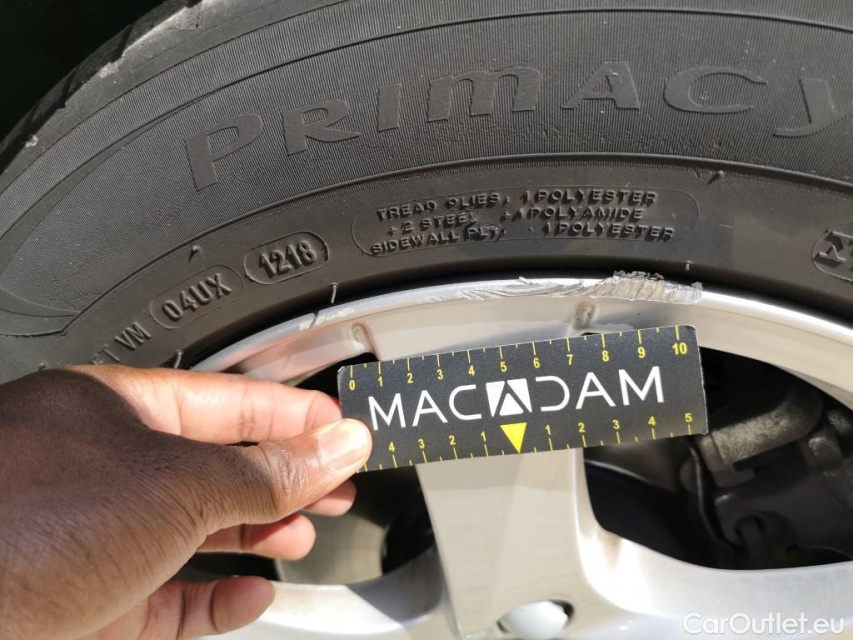 PRIMACY
TREAD PLIES, 1 POLYESTER
+2 STEEL +1 POLYAMIDE
SIDEWALL PLY, 1 POLYESTER
VN 04UX 1218
0 1 2 3 4 5 6 7 8 9 10
MACADAM
4 3 2 1 1 2 3 4 5
CarOutlet.eu